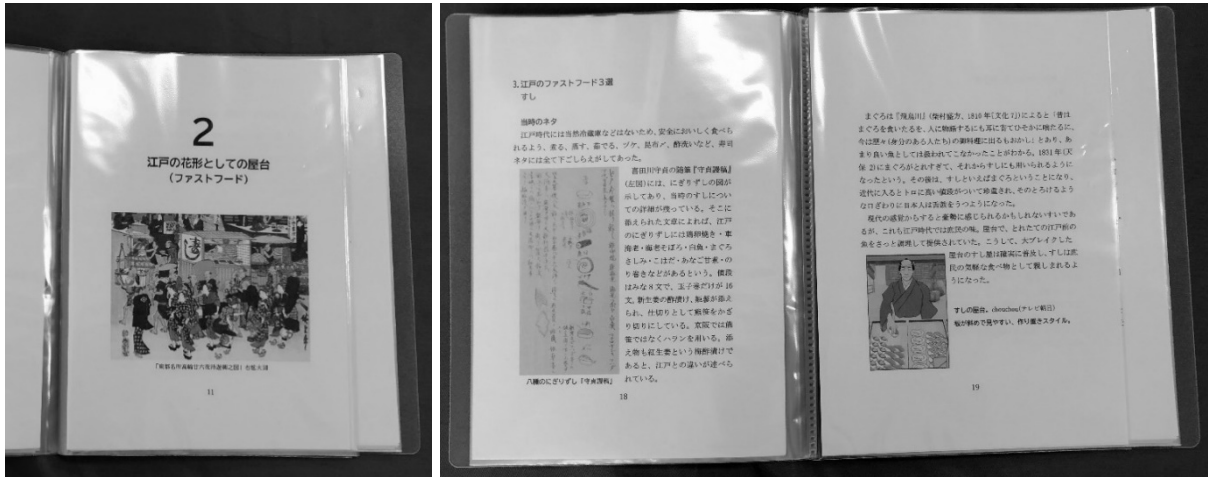 2
江戸の花形としての屋台
(ファストフード)
11
3.江戸のファストフード3選
すし
当時のネタ
江戸時代には当然冷蔵庫などはないため、安全においしく食べら
れるよう、煮る、蒸す、茹でる、ヅケ、昆布〆、酢洗いなど、寿司
ネタには全て下ごしらえがしてあった。
喜田川守貞の随筆『守貞謾稿』
(左図)には、にぎりずしの図が
示してあり、当時のすしについ
ての詳細が残っている。そこに
添えられた文章によれば、江戸
のにぎりずしには鶏卵焼き・車
海老・海老そぼろ・白魚・まぐろ
さしみ・こはだ・あなご甘煮・の
り巻きなどがあるという。値段
はみな8文で、玉子巻だけが16
文。新生姜の酢漬け、
られ、仕切りとして熊笹をかざ
り切りにしている。京阪では
笹ではなくハランを用いる。添
え物も紅生姜という梅酢漬けで
あると、江戸との違いが述べら
れている。
八種のにぎりずし『守貞謾稿』
18
まぐろは『飛鳥川』(柴村盛方、1810年(文化7))によると「昔は
まぐろを食いたるを、人に物語するにも耳に寄てひそかに咄たるに、
今は歴々(身分のある人たち)の御料理に出るもおかし」とあり、あ
まり良い魚としては扱われてこなかったことがわかる。1831年(天
保2)にまぐろがとれすぎて、それからすしにも用いられるように
なったという。その後は、すしといえばまぐろということになり、
近代に入るとトロに高い値段がついて珍重され、そのとろけるよう
な口ざわりに日本人は舌鼓をうつようになった。
現代の感覚からすると豪勢に感じられるかもしれないすしであ
るが、これも江戸時代では庶民の味。屋台で、とれたての江戸前の
魚をさっと調理して提供されていた。こうして、大ブレイクした
屋台のすし屋は確実に普及し、すしは庶
民の気軽な食べ物として親しまれるよ
うになった。
すしの屋台。chouchou(テレビ朝日)
板が斜めで見やすい、作り置きスタイル。
19